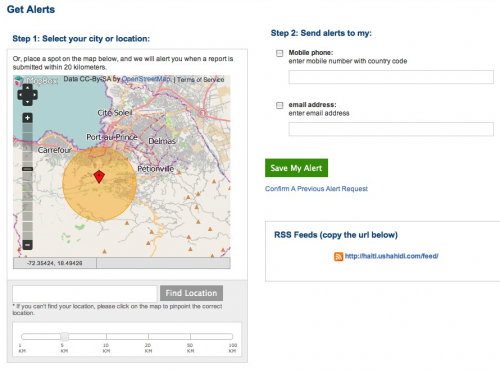 Get Alerts
Step 1: Select your city or location:
Or, place a spot on the map below, and we will alert you when a report is
submitted within 20 kilometers.
Data CC-By-SA by OpenStreetMap | Terms of Service
Cité Soleil
Port-au-Prince
Carrefour
Delmas
Petionville
-72.35424, 18.49426
Find Location
* If you can't find your location, please click on the map to pinpoint the correct
location.
1 KM 5 KM 10 KM 20 KM 50 KM 100 KM
Step 2: Send alerts to my:
Mobile phone:
enter mobile number with country code
email address:
enter email address
Save My Alert
Confirm A Previous Alert Request
RSS Feeds (copy the url below)
http://haiti.ushahidi.com/feed/